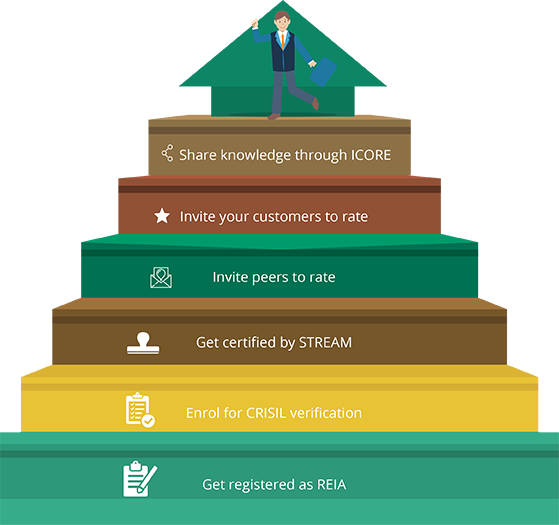 Share knowledge through ICORE
Invite your customers to rate
Invite peers to rate
Get certified by STREAM
Enrol for CRISIL verification
Get registered as REIA